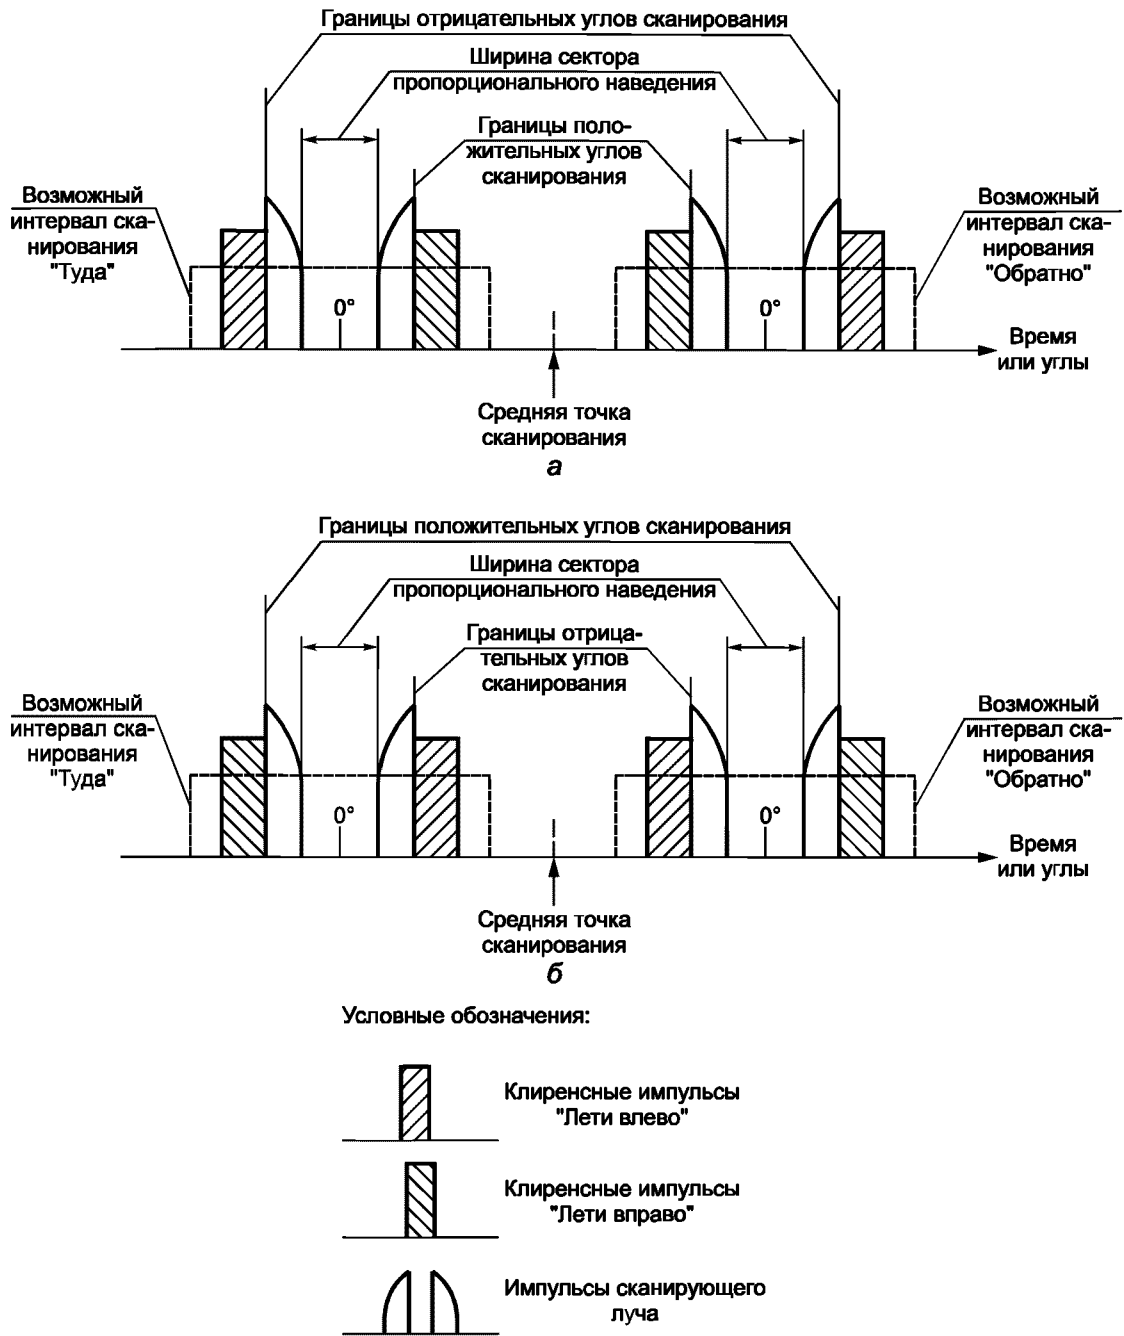 Границы отрицательных углов сканирования
Ширина сектора
пропорционального наведения
Границы поло-
жительных углов
сканирования
Возможный
интервал ска-
нирования
"Туда"
Возможный
интервал ска-
нирования
"Обратно"
0°
0°
Время
или углы
Средняя точка
сканирования
а
Границы положительных углов сканирования
Ширина сектора
пропорционального наведения
Границы отрица-
тельных углов
сканирования
Возможный
интервал ска-
нирования
"Туда"
Возможный
интервал ска-
нирования
"Обратно"
0°
0°
Время
или углы
Средняя точка
сканирования
б
Условные обозначения:
Клиренсные импульсы
"Лети влево"
Клиренсные импульсы
"Лети вправо"
Импульсы сканирующего
луча